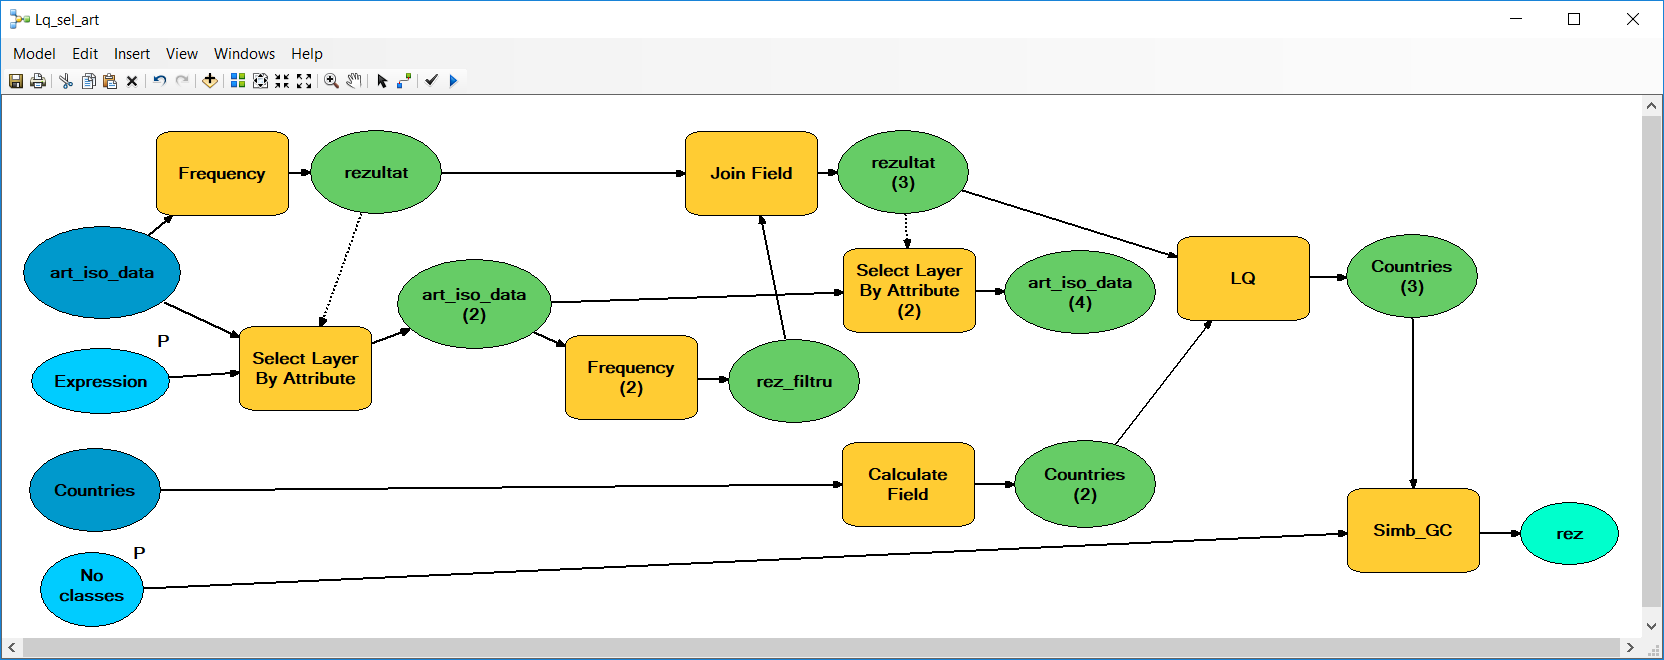 Lq_sel_art
Model Edit Insert View Windows Help
Frequency
rezultat
Join Field
rezultat
(3)
art_iso_data
Select Layer
By Attribute
(2)
art_iso_data
(4)
LQ
Countries
(3)
art_iso_data
(2)
P
Expression
Select Layer
By Attribute
Frequency
(2)
rez_filtru
Countries
Calculate
Field
Countries
(2)
P
No
classes
Simb_GC
rez